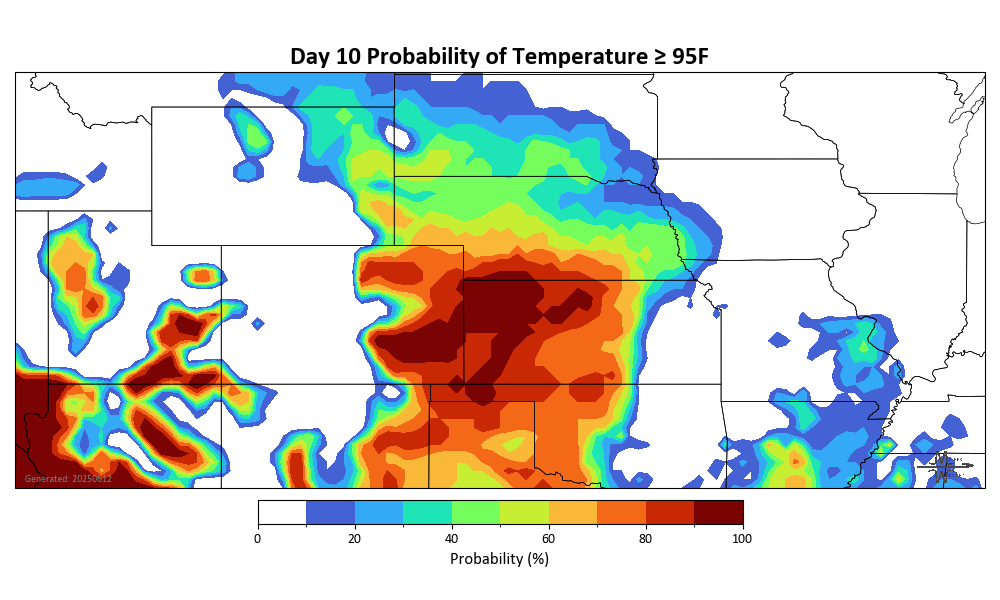 Day 10 Probability of Temperature ≥ 95F
Generated: 20250612
0 20 40 60 80 100
Probability (%)